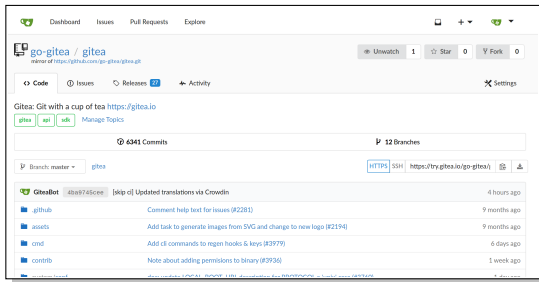 Dashboard Issues Pull Requests Explore
go-gitea / gitea
mirror of https://github.com/go-gitea/gitea.git
Unwatch 1 Star 0 Fork 0
Code Issues Releases 27 Activity Settings
Gitea: Git with a cup of tea https://gitea.io
gitea api sdk Manage Topics
6341 Commits 12 Branches
Branch: master gitea HTTPS SSH https://try.gitea.io/go-gitea/
GiteaBot 4ba9745cee [skip ci] Updated translations via Crowdin 4 hours ago
.github Comment help text for issues (#2281) 9 months ago
assets Add task to generate images from SVG and change to new logo (#2194) 9 months ago
cmd Add cli commands to regen hooks & keys (#3979) 6 days ago
contrib Note about adding permisions to binary (#3936) 1 week ago